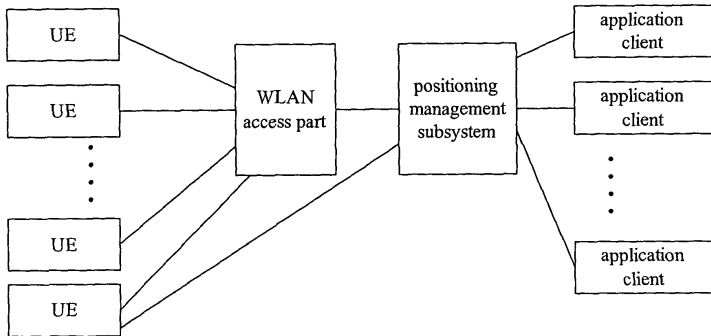 UE
UE
UE
UE
WLAN
access part
positioning
management
subsystem
application
client
application
client
application
client